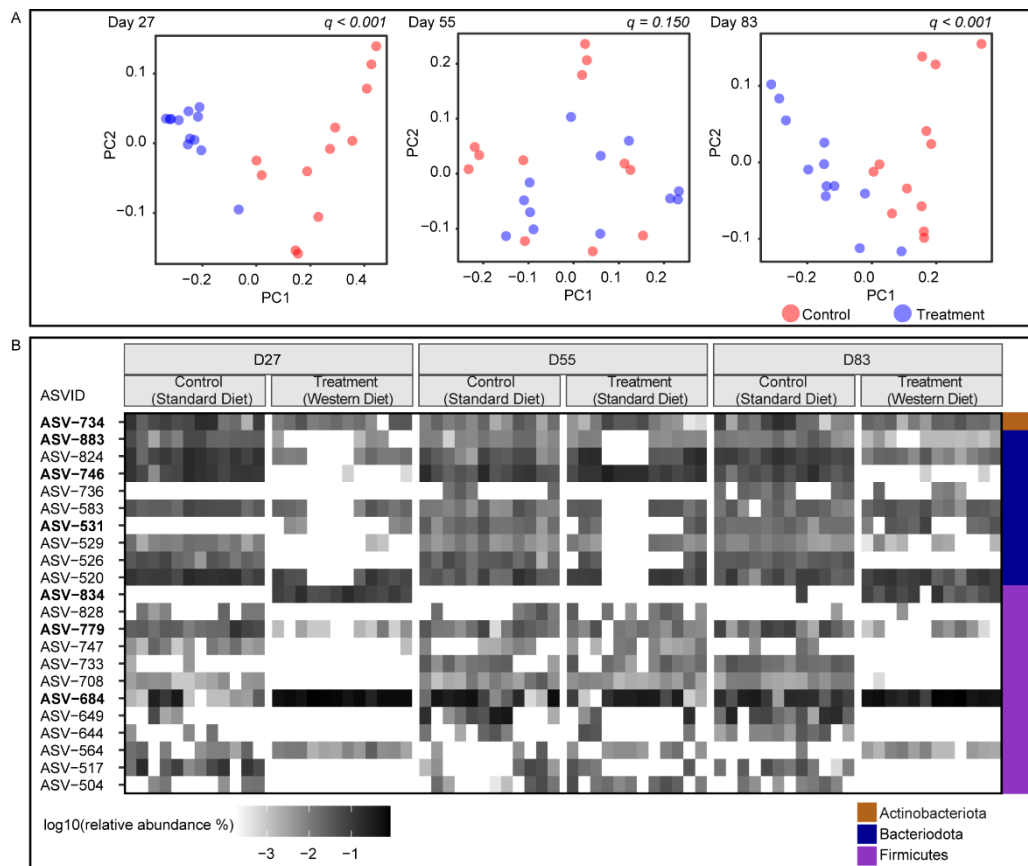 A
Day 27 q < 0.001
Day 55 q = 0.150
Day 83 q < 0.001
PC2
0.1
0.0
−0.1
−0.2 0.0 0.2 0.4
PC1
PC2
0.2
0.1
0.0
−0.1
−0.2 −0.1 0.0 0.1 0.2
PC1
PC2
0.1
0.0
−0.1
−0.2 0.0 0.2
PC1
Control Treatment
B
D27 D55 D83
ASVID
Control (Standard Diet)
Treatment (Western Diet)
Control (Standard Diet)
Treatment (Standard Diet)
Control (Standard Diet)
Treatment (Western Diet)
ASV−734
ASV−883
ASV−824
ASV−746
ASV−736
ASV−583
ASV−531
ASV−529
ASV−526
ASV−520
ASV−834
ASV−828
ASV−779
ASV−747
ASV−733
ASV−708
ASV−684
ASV−649
ASV−644
ASV−564
ASV−517
ASV−504
log10(relative abundance %)
−3 −2 −1
Actinobacteriota
Bacteriodota
Firmicutes